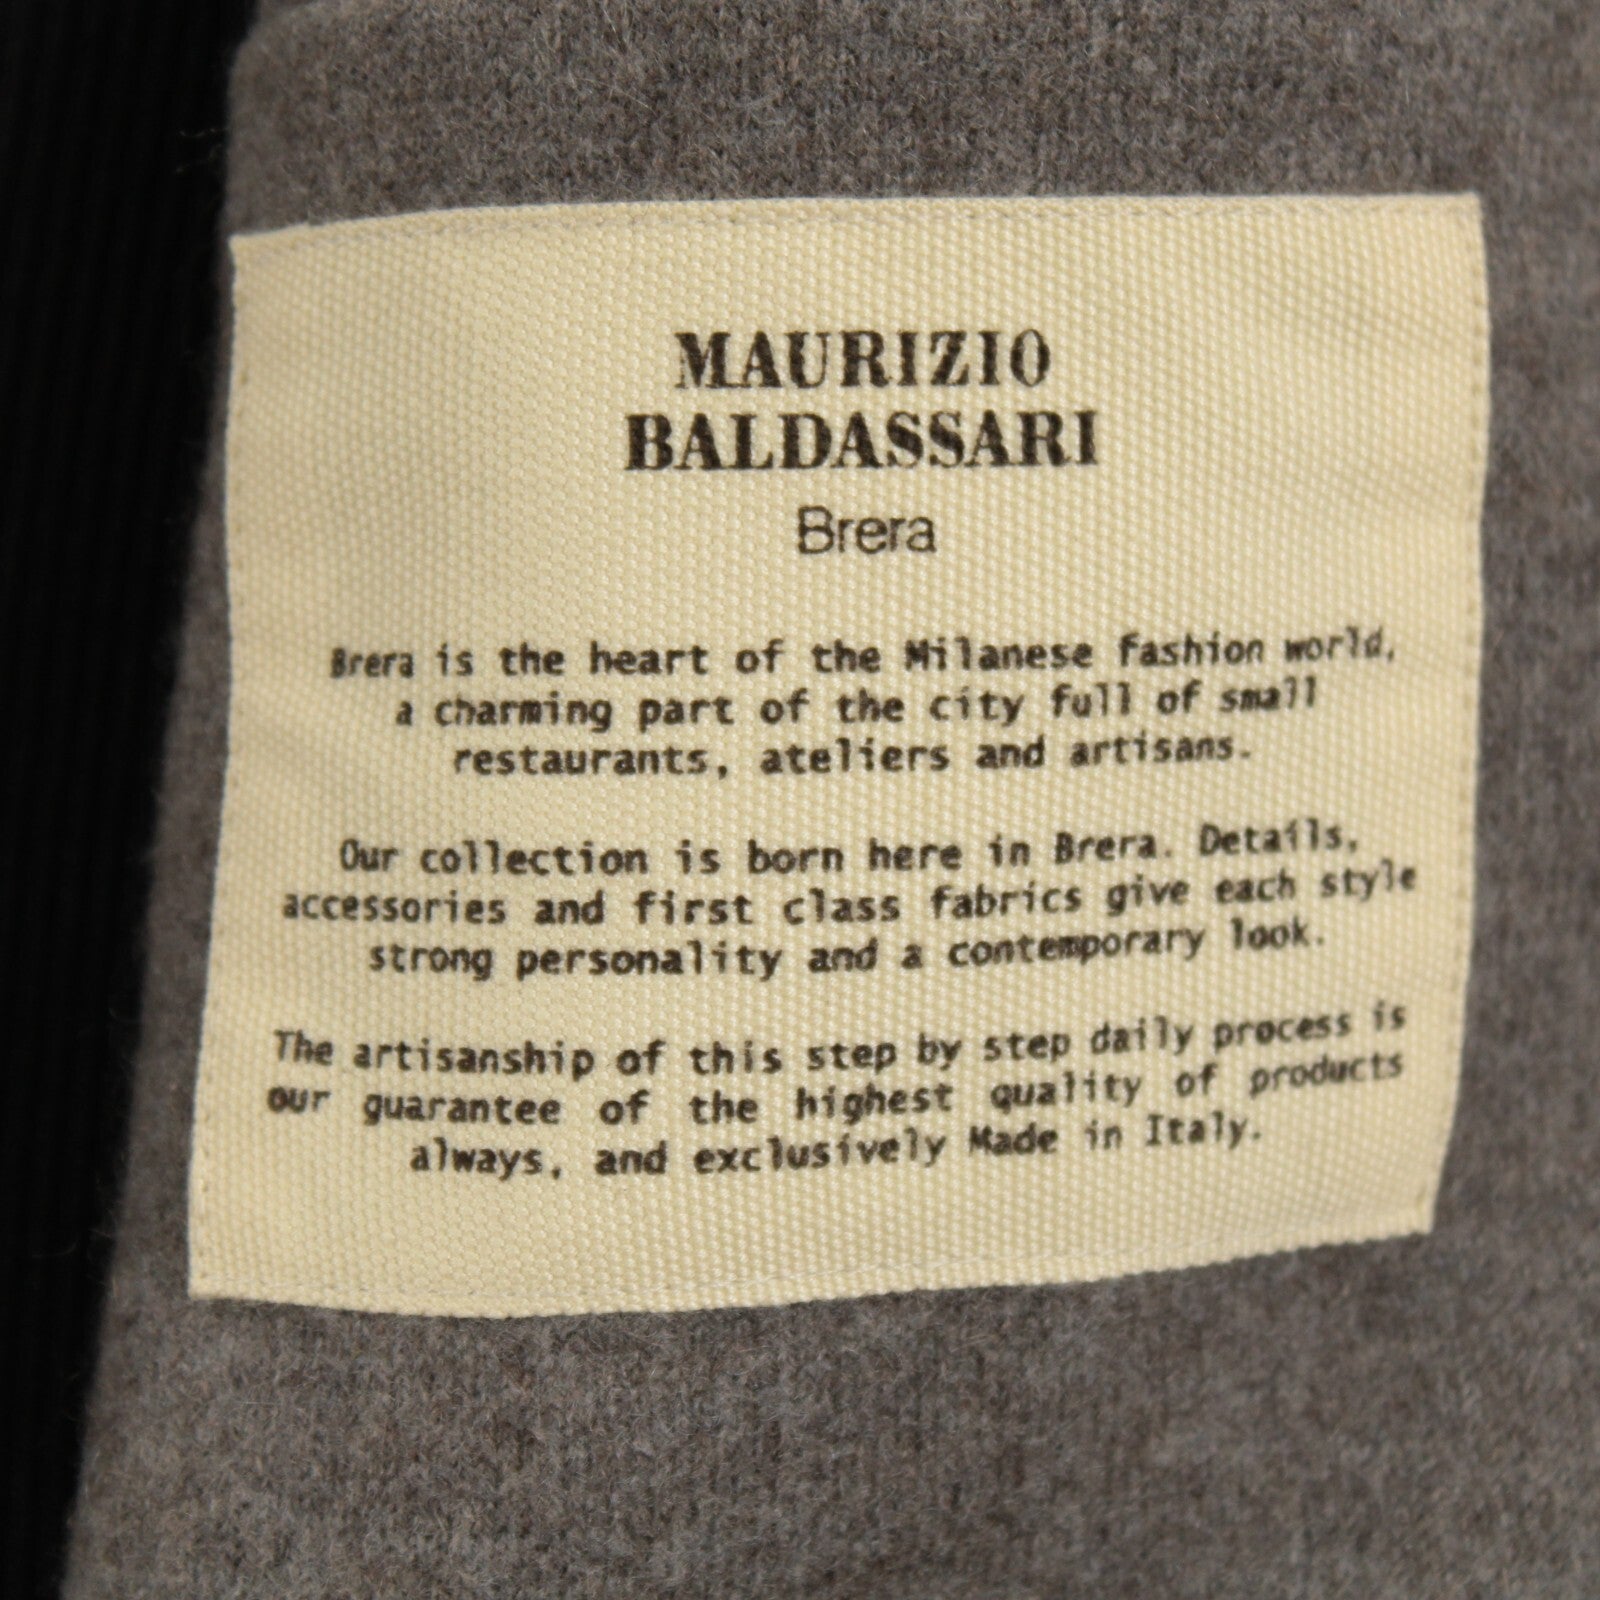 MAURIZIO
BALDASSARI
Brera
Brera is the heart of the Milanese fashion world,
a charming part of the city full of small
restaurants, ateliers and artisans.
Our collection is born here in Brera. Details,
accessories and first class fabrics give each style
strong personality and a contemporary look.
The artisanship of this step by step daily process is
our guarantee of the highest quality of products
always, and exclusively Made in Italy.